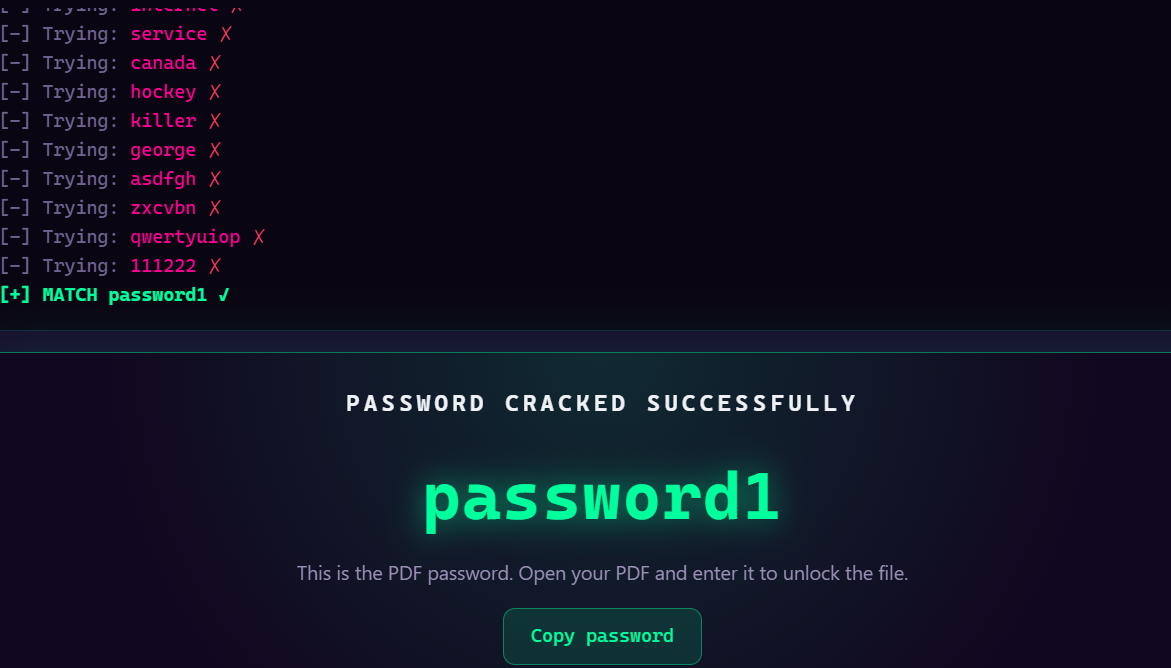 [-] Trying: internet ✗
[-] Trying: service ✗
[-] Trying: canada ✗
[-] Trying: hockey ✗
[-] Trying: killer ✗
[-] Trying: george ✗
[-] Trying: asdfgh ✗
[-] Trying: zxcvbn ✗
[-] Trying: qwertyuiop ✗
[-] Trying: 111222 ✗
[+] MATCH password1 ✓
PASSWORD CRACKED SUCCESSFULLY
password1
This is the PDF password. Open your PDF and enter it to unlock the file.
Copy password